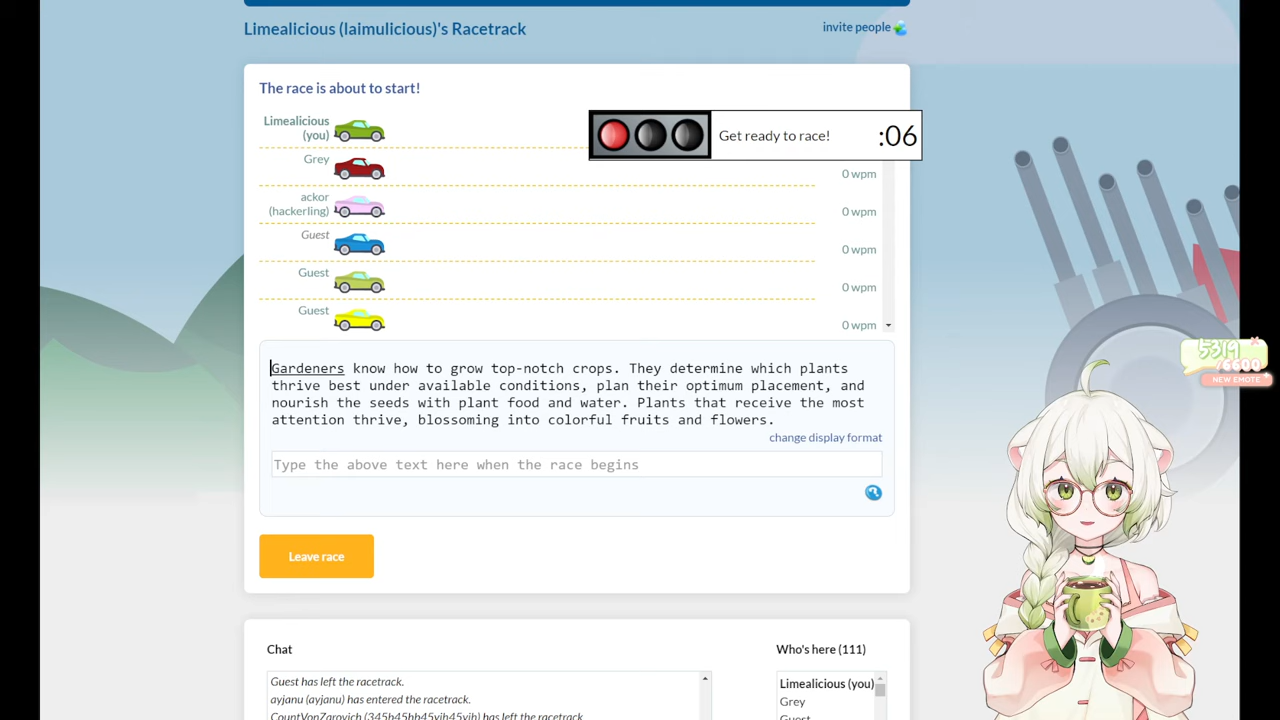 Limealicious (laimulicious)'s Racetrack
invite people
The race is about to start!
Get ready to race!
:06
Limealicious
(you)
Grey
0 wpm
ackor
(hackerling)
0 wpm
Guest
0 wpm
Guest
0 wpm
Guest
0 wpm
Gardeners know how to grow top-notch crops. They determine which plants
thrive best under available conditions, plan their optimum placement, and
nourish the seeds with plant food and water. Plants that receive the most
attention thrive, blossoming into colorful fruits and flowers.
change display format
Type the above text here when the race begins
Leave race
5319
/6600
NEW EMOTE
Chat
Who's here (111)
Guest has left the racetrack.
ayjanu (ayjanu) has entered the racetrack.
Limealicious (you)
Grey